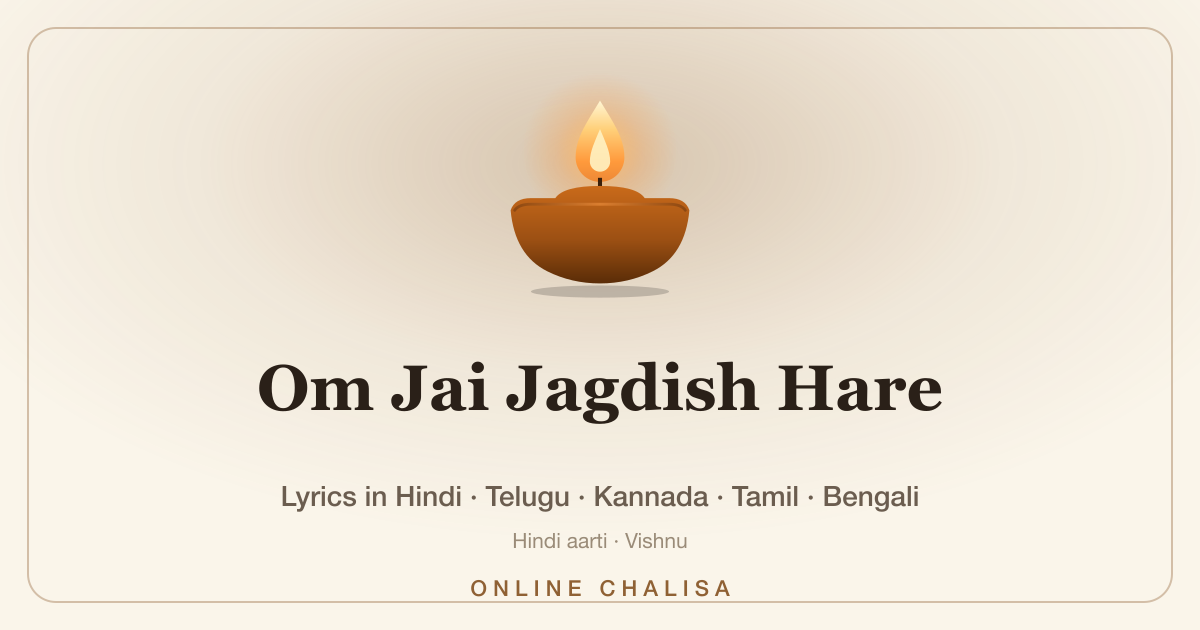 Om Jai Jagdish Hare
Lyrics in Hindi · Telugu · Kannada · Tamil · Bengali
Hindi aarti · Vishnu
ONLINE CHALISA